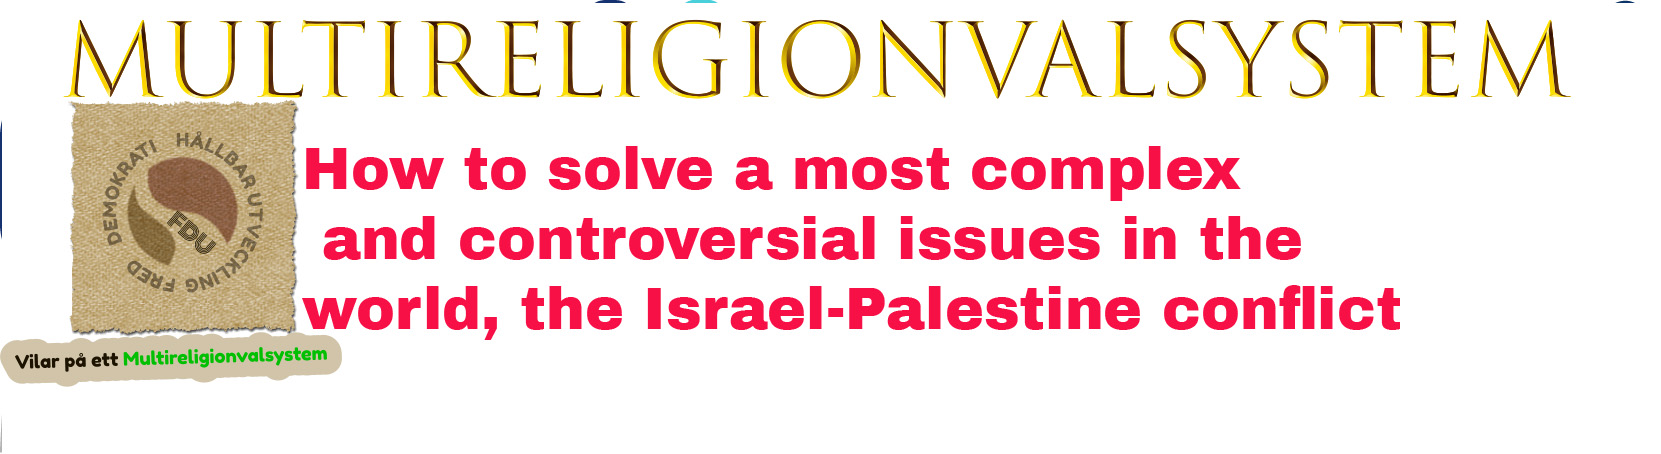 MULTIRELIGIONVALSYSTEM
DEMOKRATI HÅLLBAR UTVECKLING FRED
FDU
How to solve a most complex
and controversial issues in the
world, the Israel-Palestine conflict
Vilar på ett Multireligionvalsystem